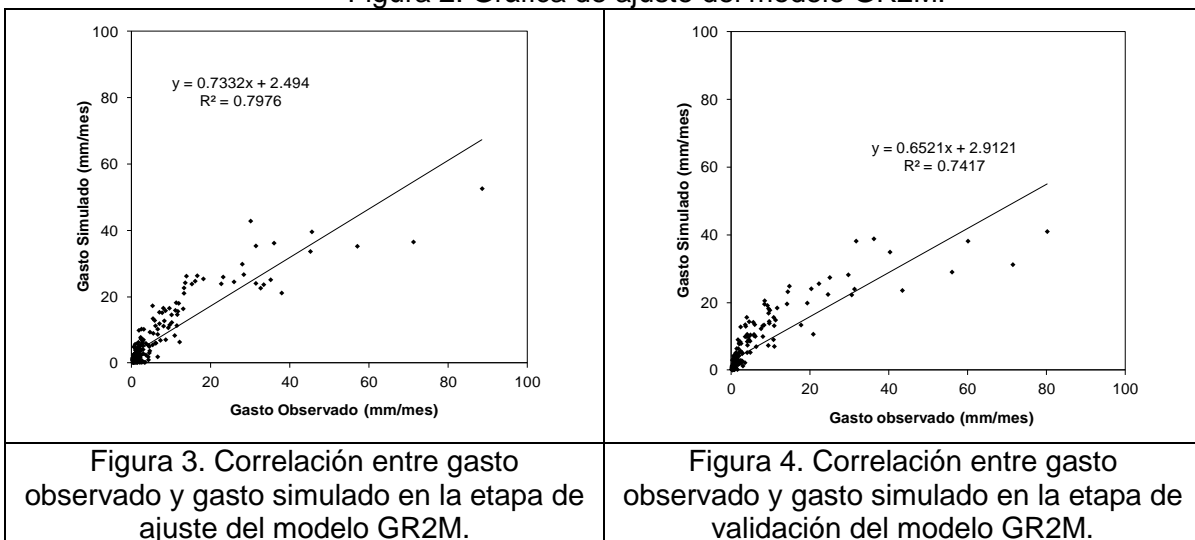 Figura 2. Gráfica de ajuste del modelo GR2M.
100
80
60
40
20
0
y = 0.7332x + 2.494
R² = 0.7976
Gasto Simulado (mm/mes)
0 20 40 60 80 100
Gasto Observado (mm/mes)
100
80
60
40
20
0
y = 0.6521x + 2.9121
R² = 0.7417
Gasto Simulado (mm/mes)
0 20 40 60 80 100
Gasto observado (mm/mes)
Figura 3. Correlación entre gasto
observado y gasto simulado en la etapa de
ajuste del modelo GR2M.
Figura 4. Correlación entre gasto
observado y gasto simulado en la etapa de
validación del modelo GR2M.